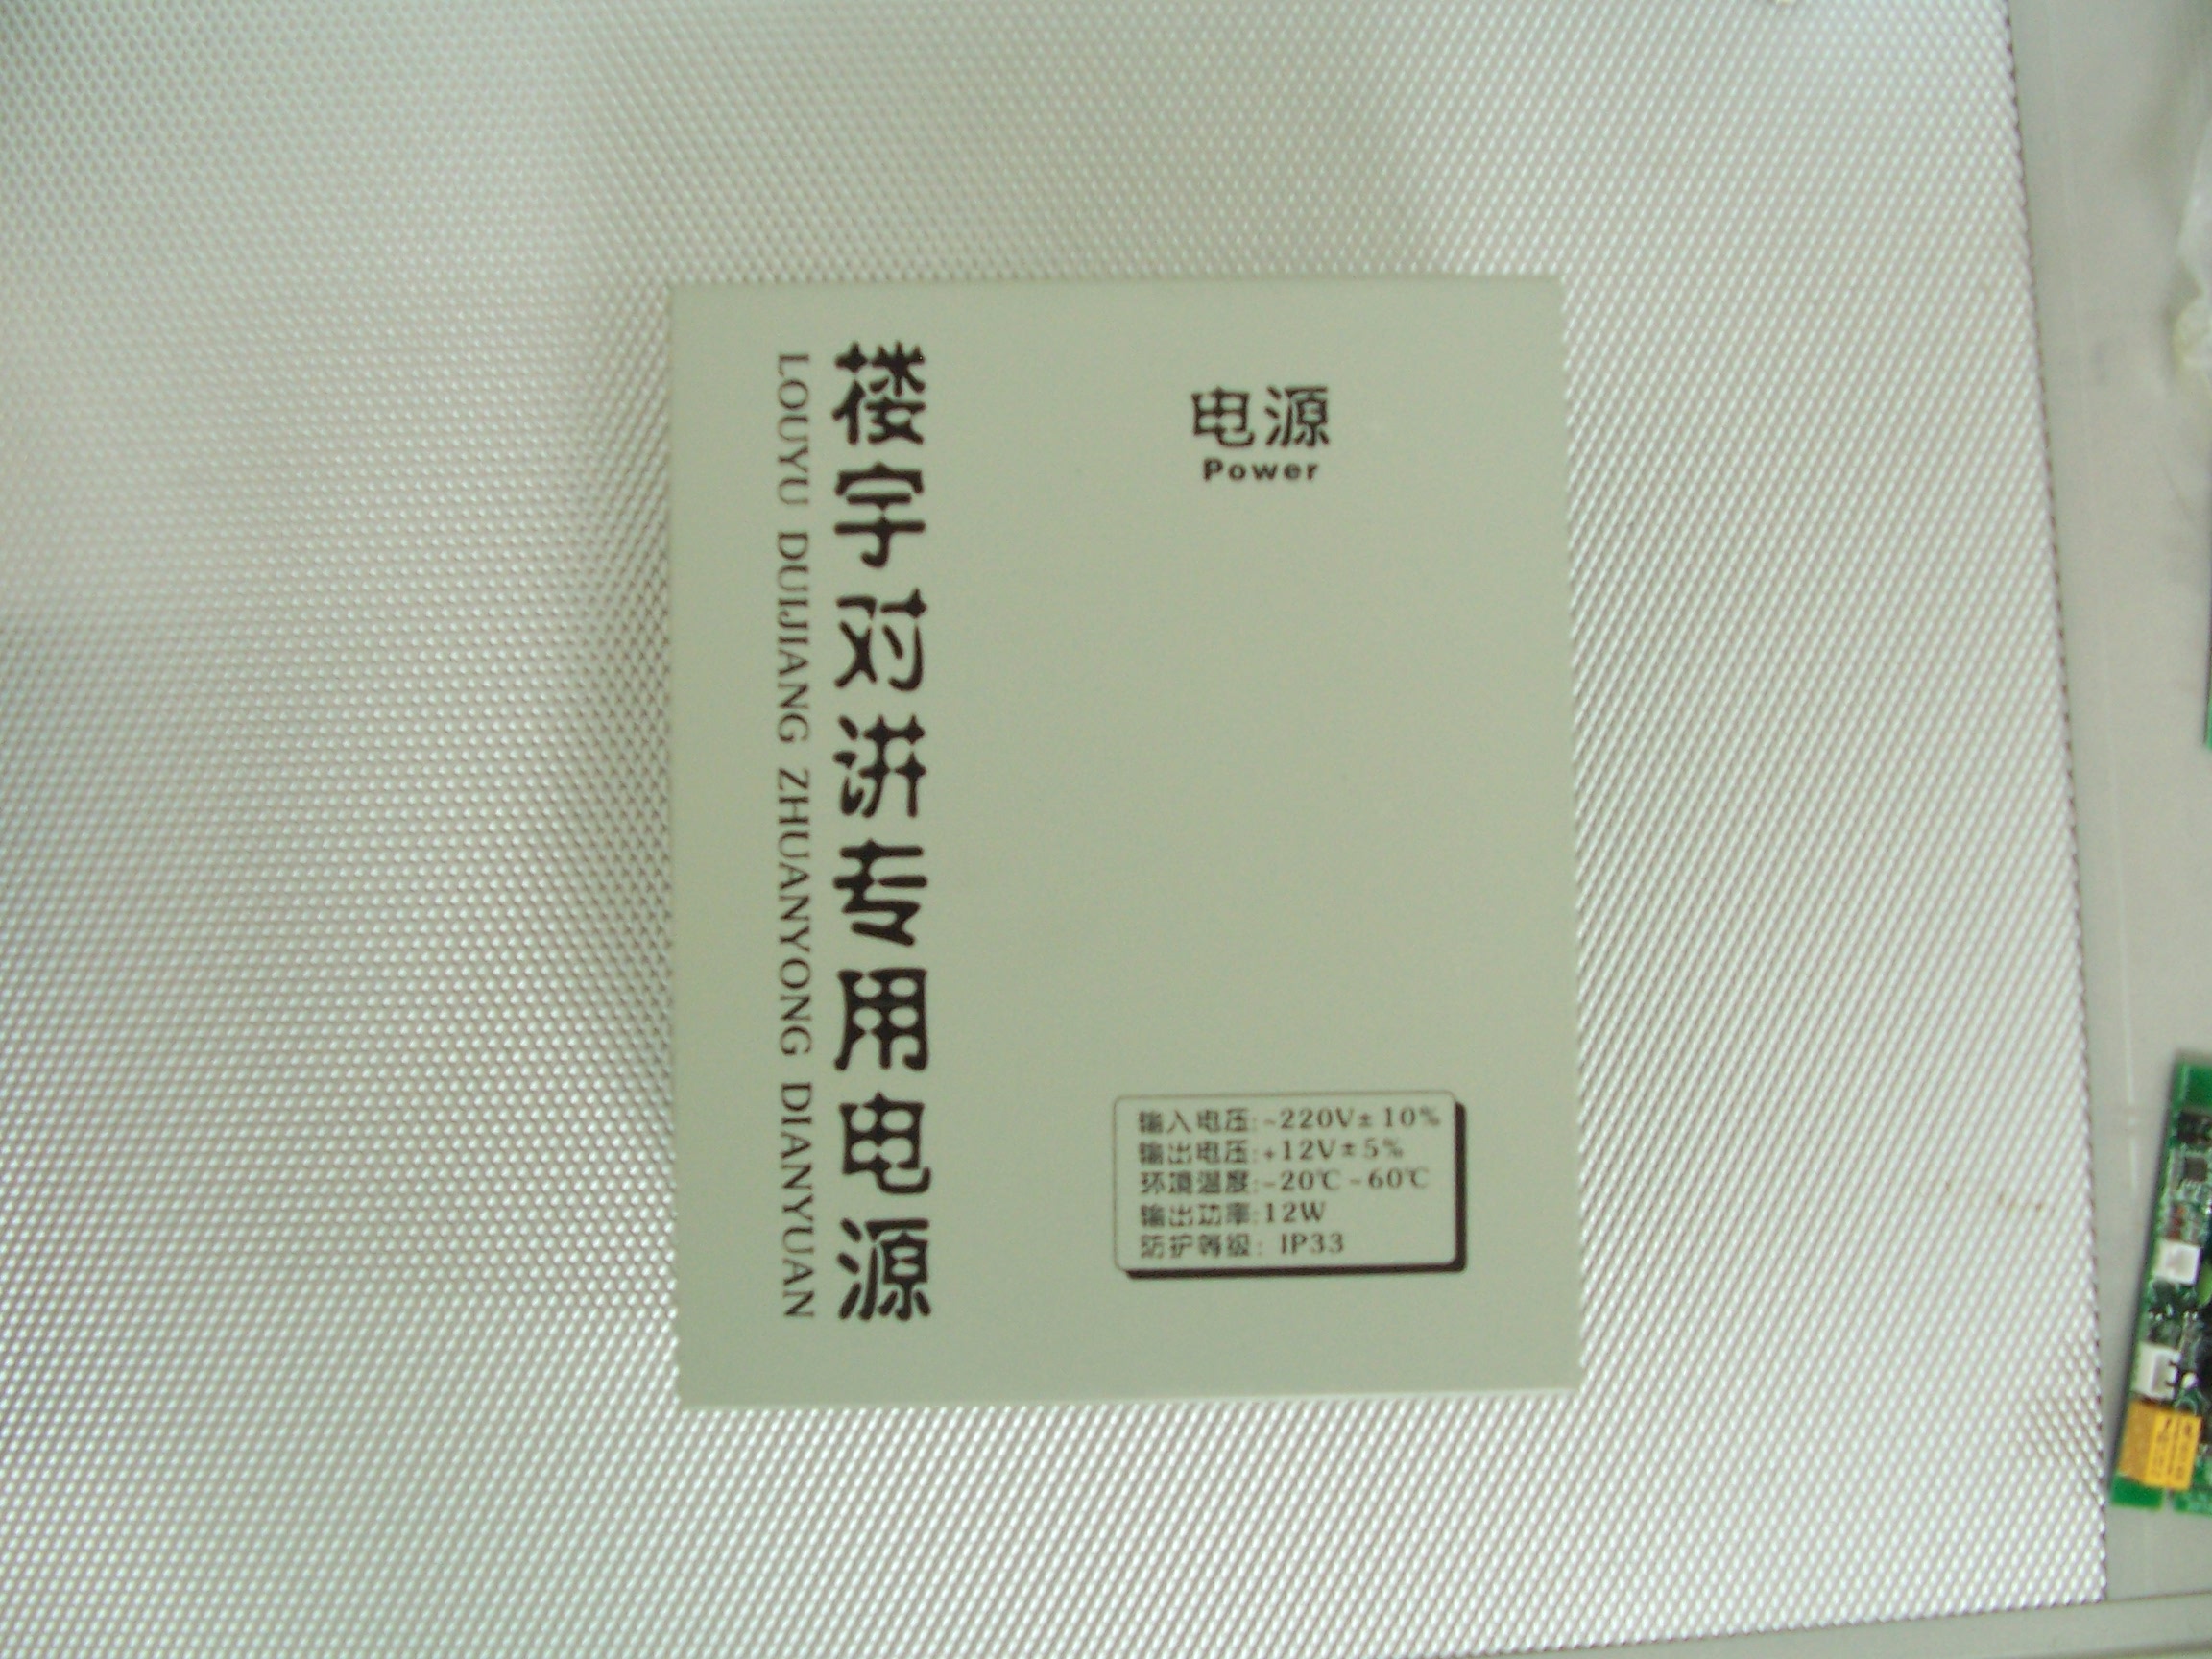 楼宇对讲专用电源
LOUYU DUIJIANG ZHUANYONG DIANYUAN
电源
Power
输入电压:~220V±10%
输出电压:+12V±5%
环境温度:-20℃~60℃
输出功率:12W
防护等级: IP33